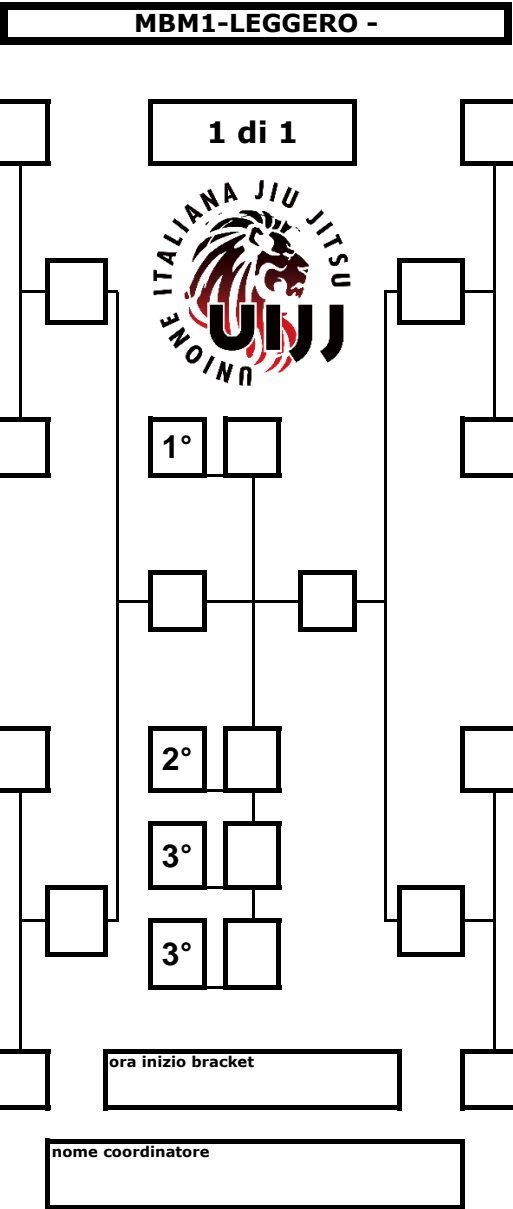 MBM1-LEGGERO -
1 di 1
UNIONE ITALIANA JIU JITSU
UIJJ
1°
2°
3°
3°
ora inizio bracket
nome coordinatore